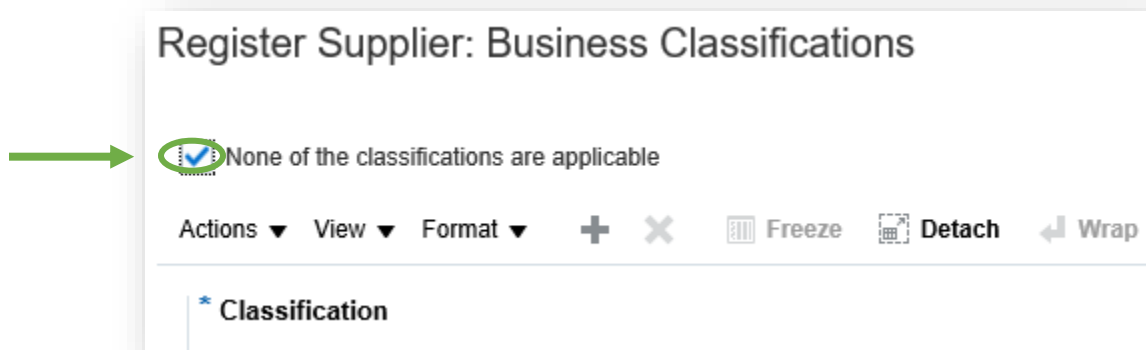 Register Supplier: Business Classifications
None of the classifications are applicable
Actions View Format Freeze Detach Wrap
* Classification